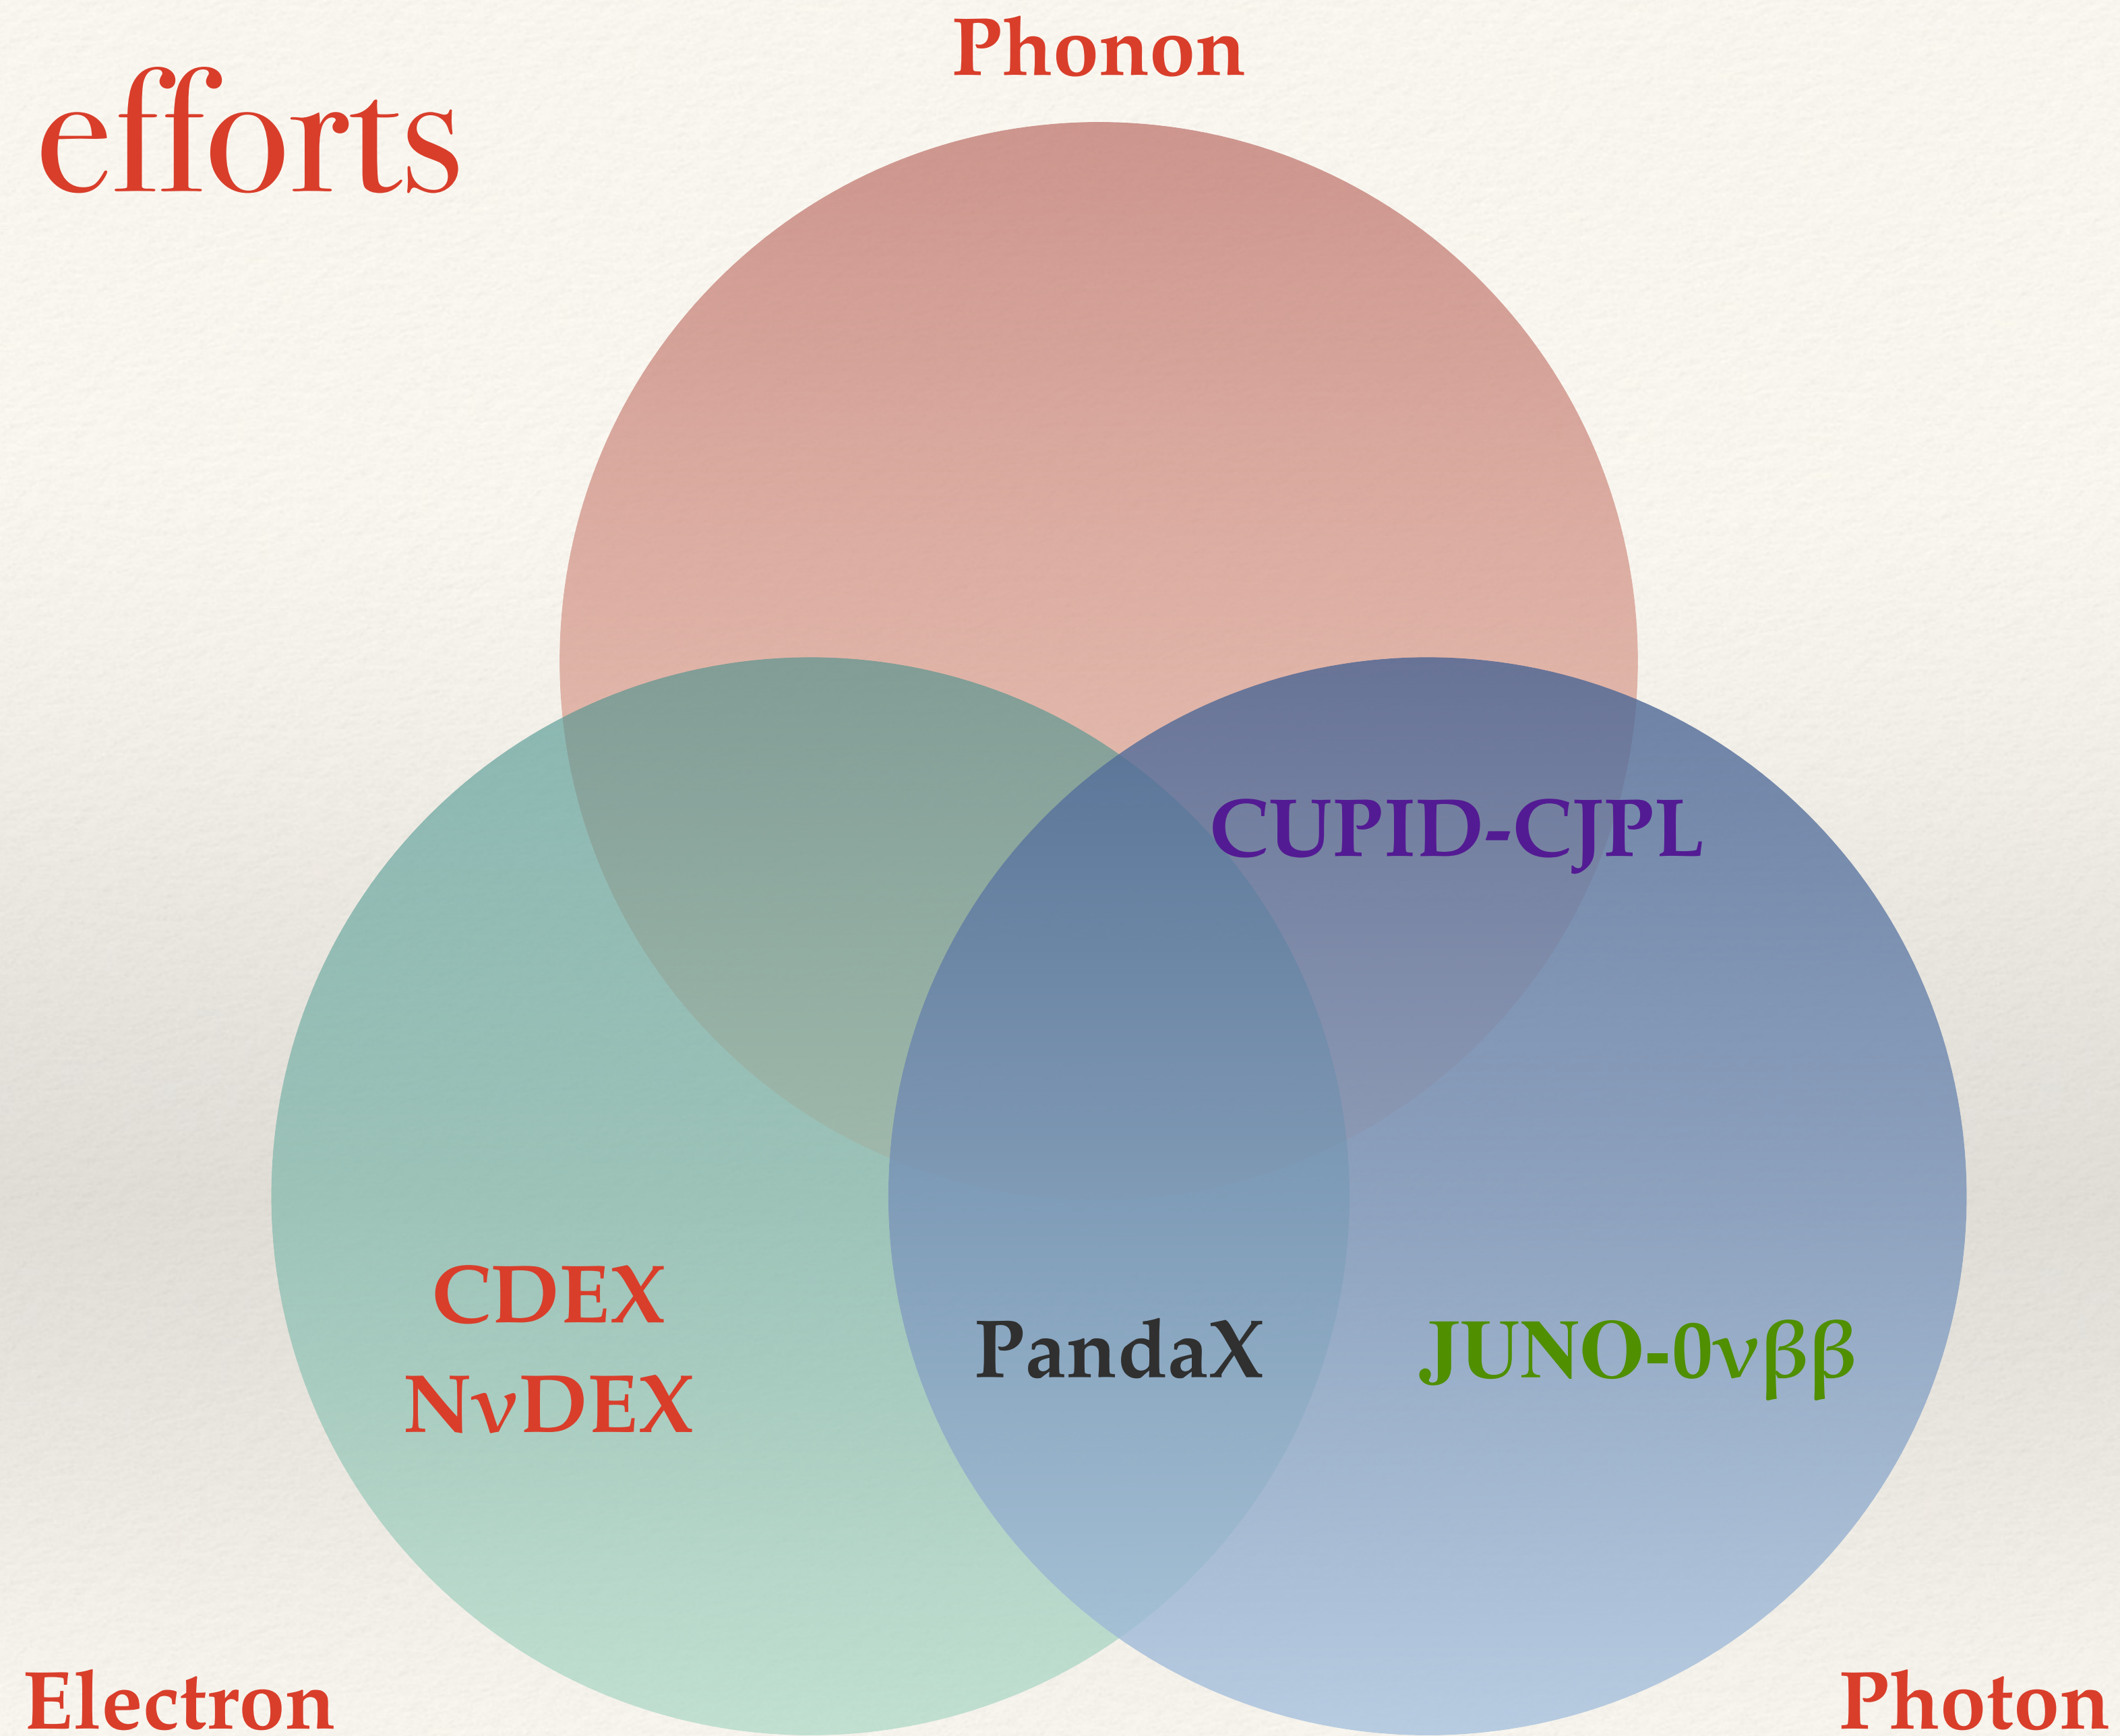 Phonon
efforts
CUPID-CJPL
CDEX
NνDEX
PandaX
JUNO-0νββ
Electron
Photon